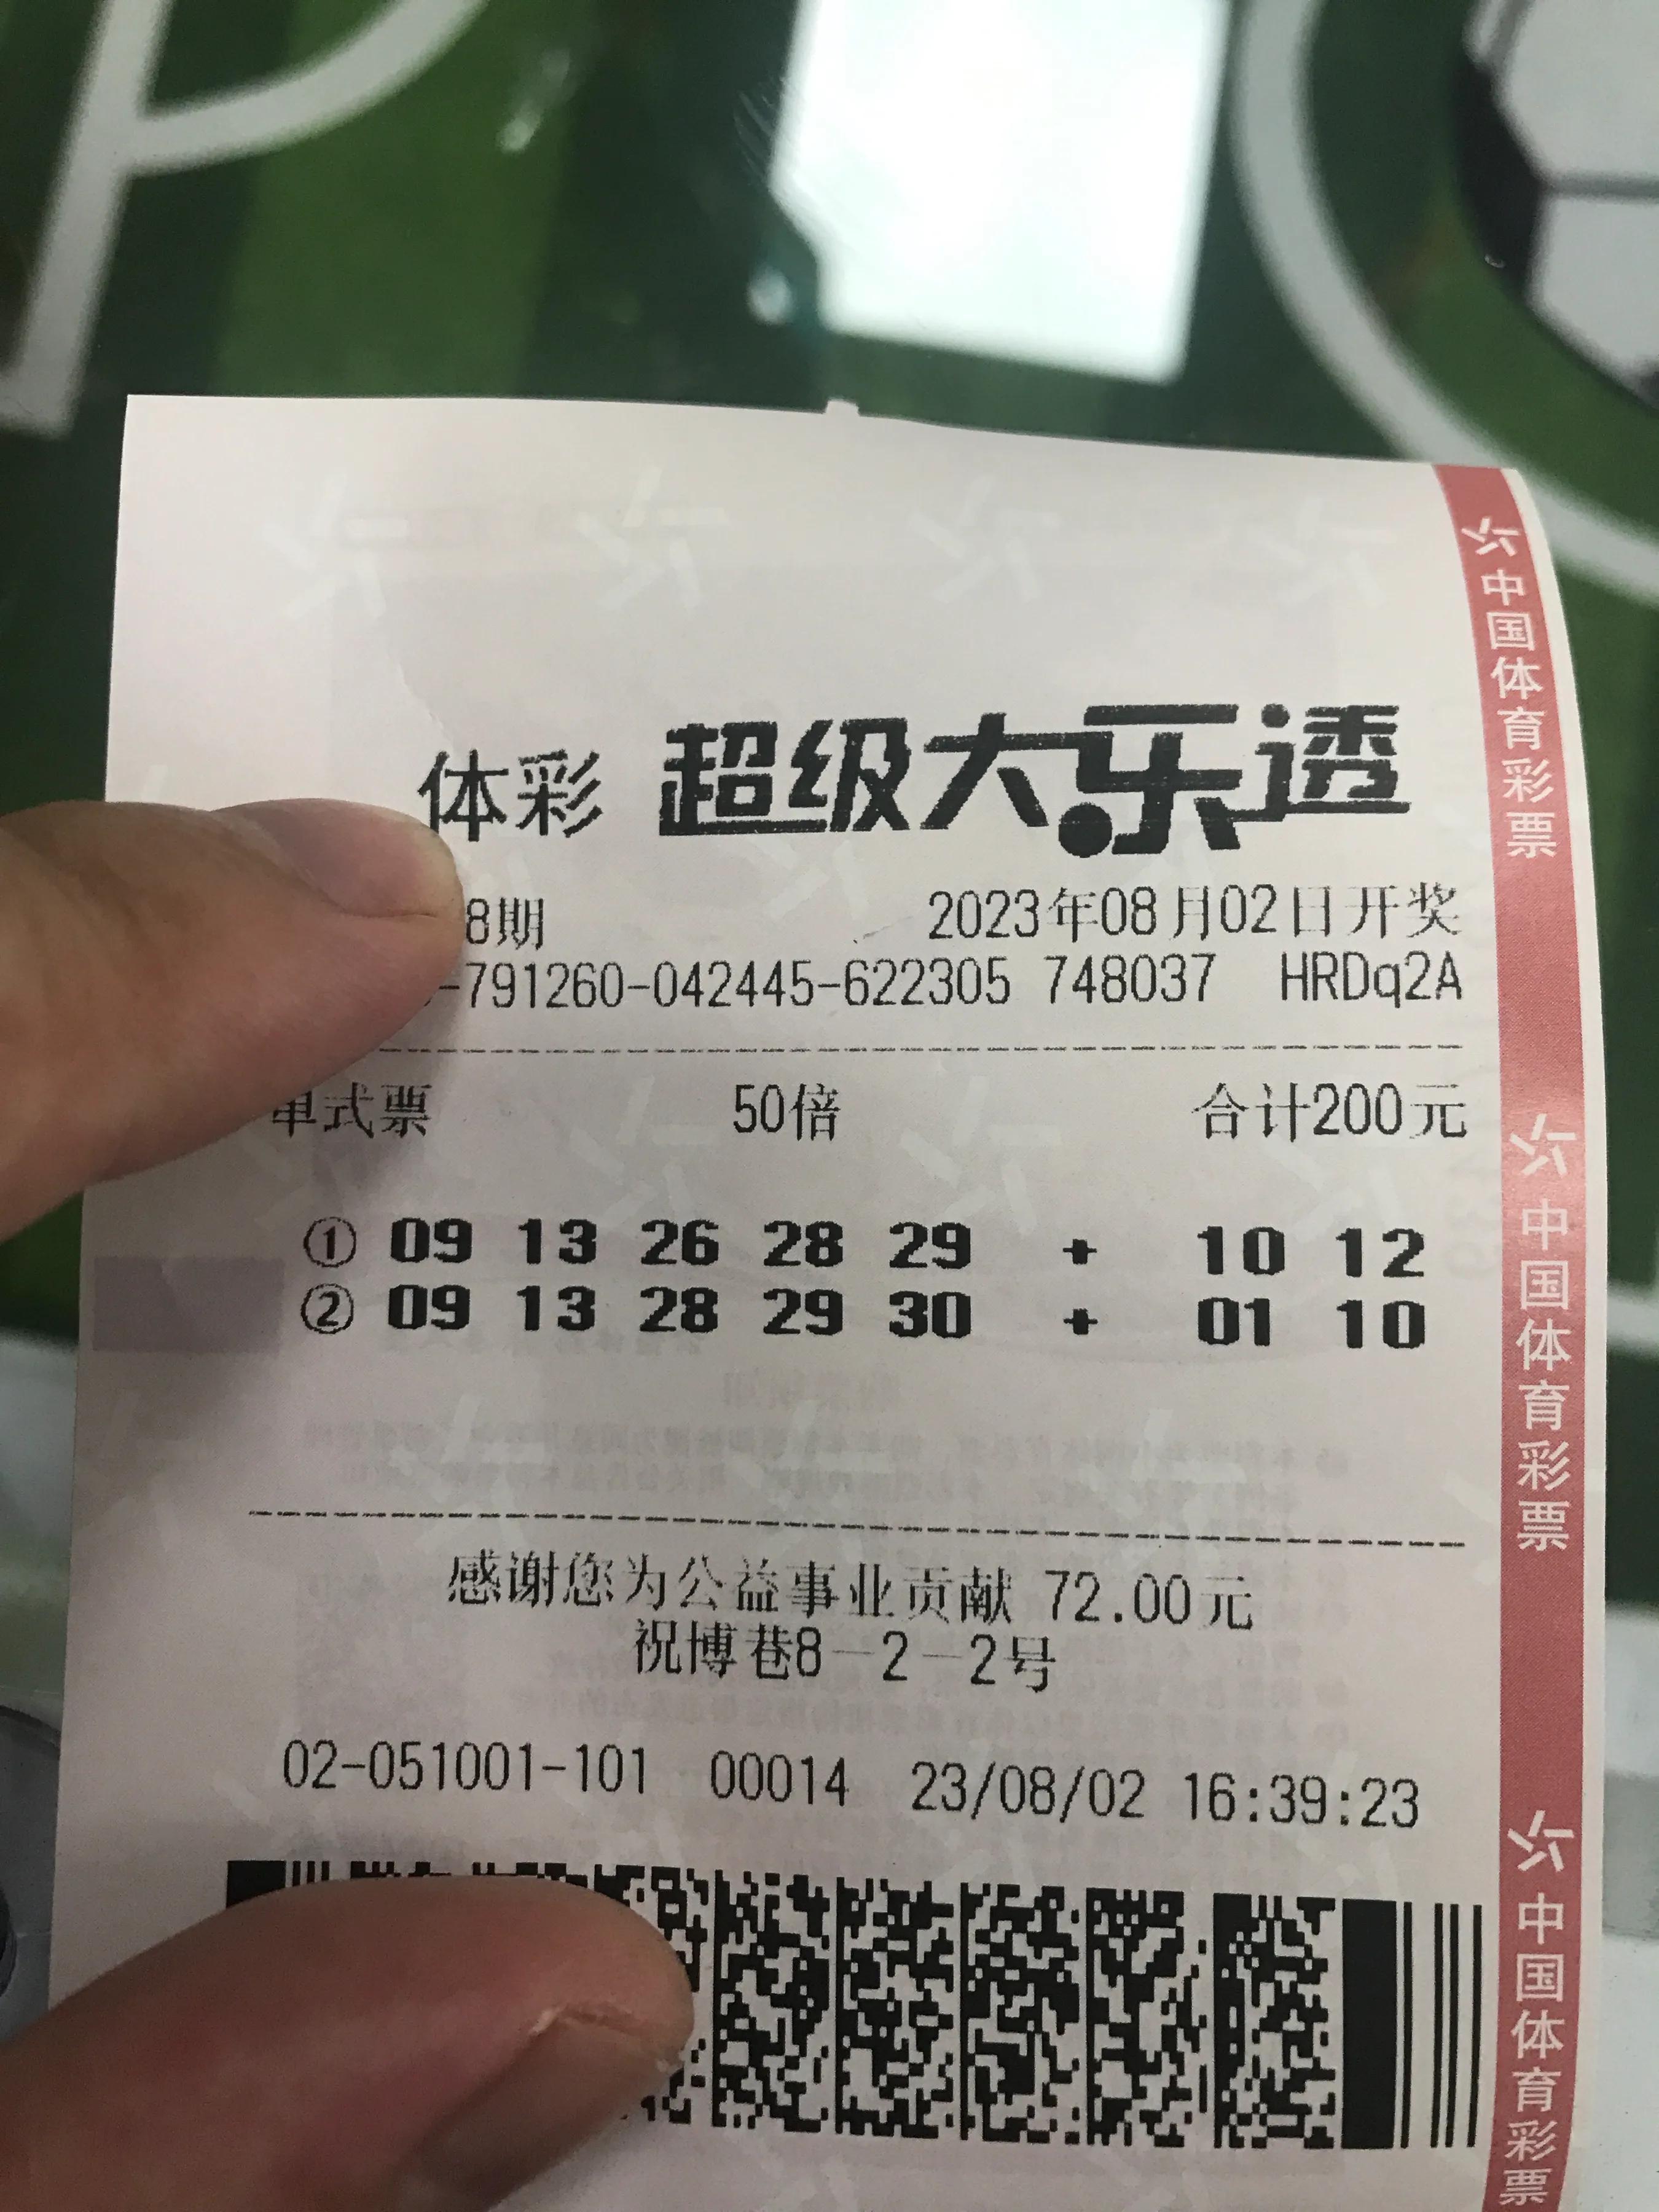 体彩 超级大乐透
8期 2023年08月02日开奖
-791260-042445-622305 748037 HRDq2A
单式票 50倍 合计200元
① 09 13 26 28 29 + 10 12
② 09 13 28 29 30 + 01 10
感谢您为公益事业贡献 72.00元
祝博巷8-2-2号
02-051001-101 00014 23/08/02 16:39:23
中国体育彩票
中国体育彩票
中国体育彩票